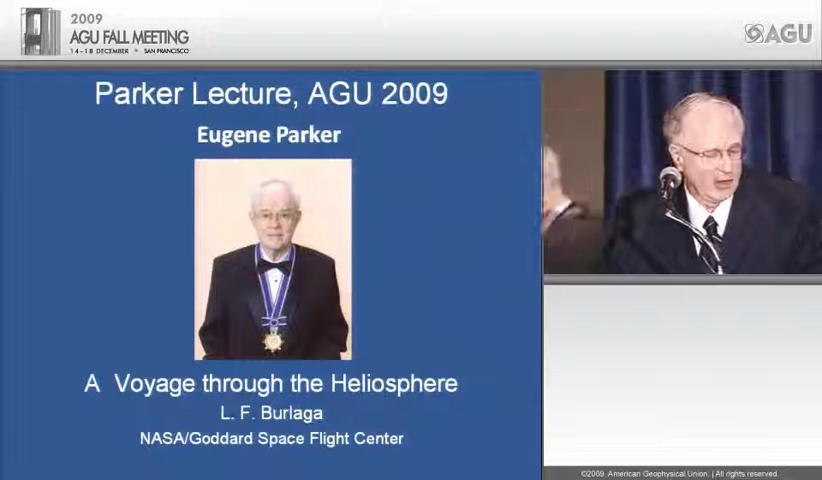 2009
AGU FALL MEETING
14 - 18 DECEMBER • SAN FRANCISCO
AGU
Parker Lecture, AGU 2009
Eugene Parker
A Voyage through the Heliosphere
L. F. Burlaga
NASA/Goddard Space Flight Center
©2009. American Geophysical Union. | All rights reserved.